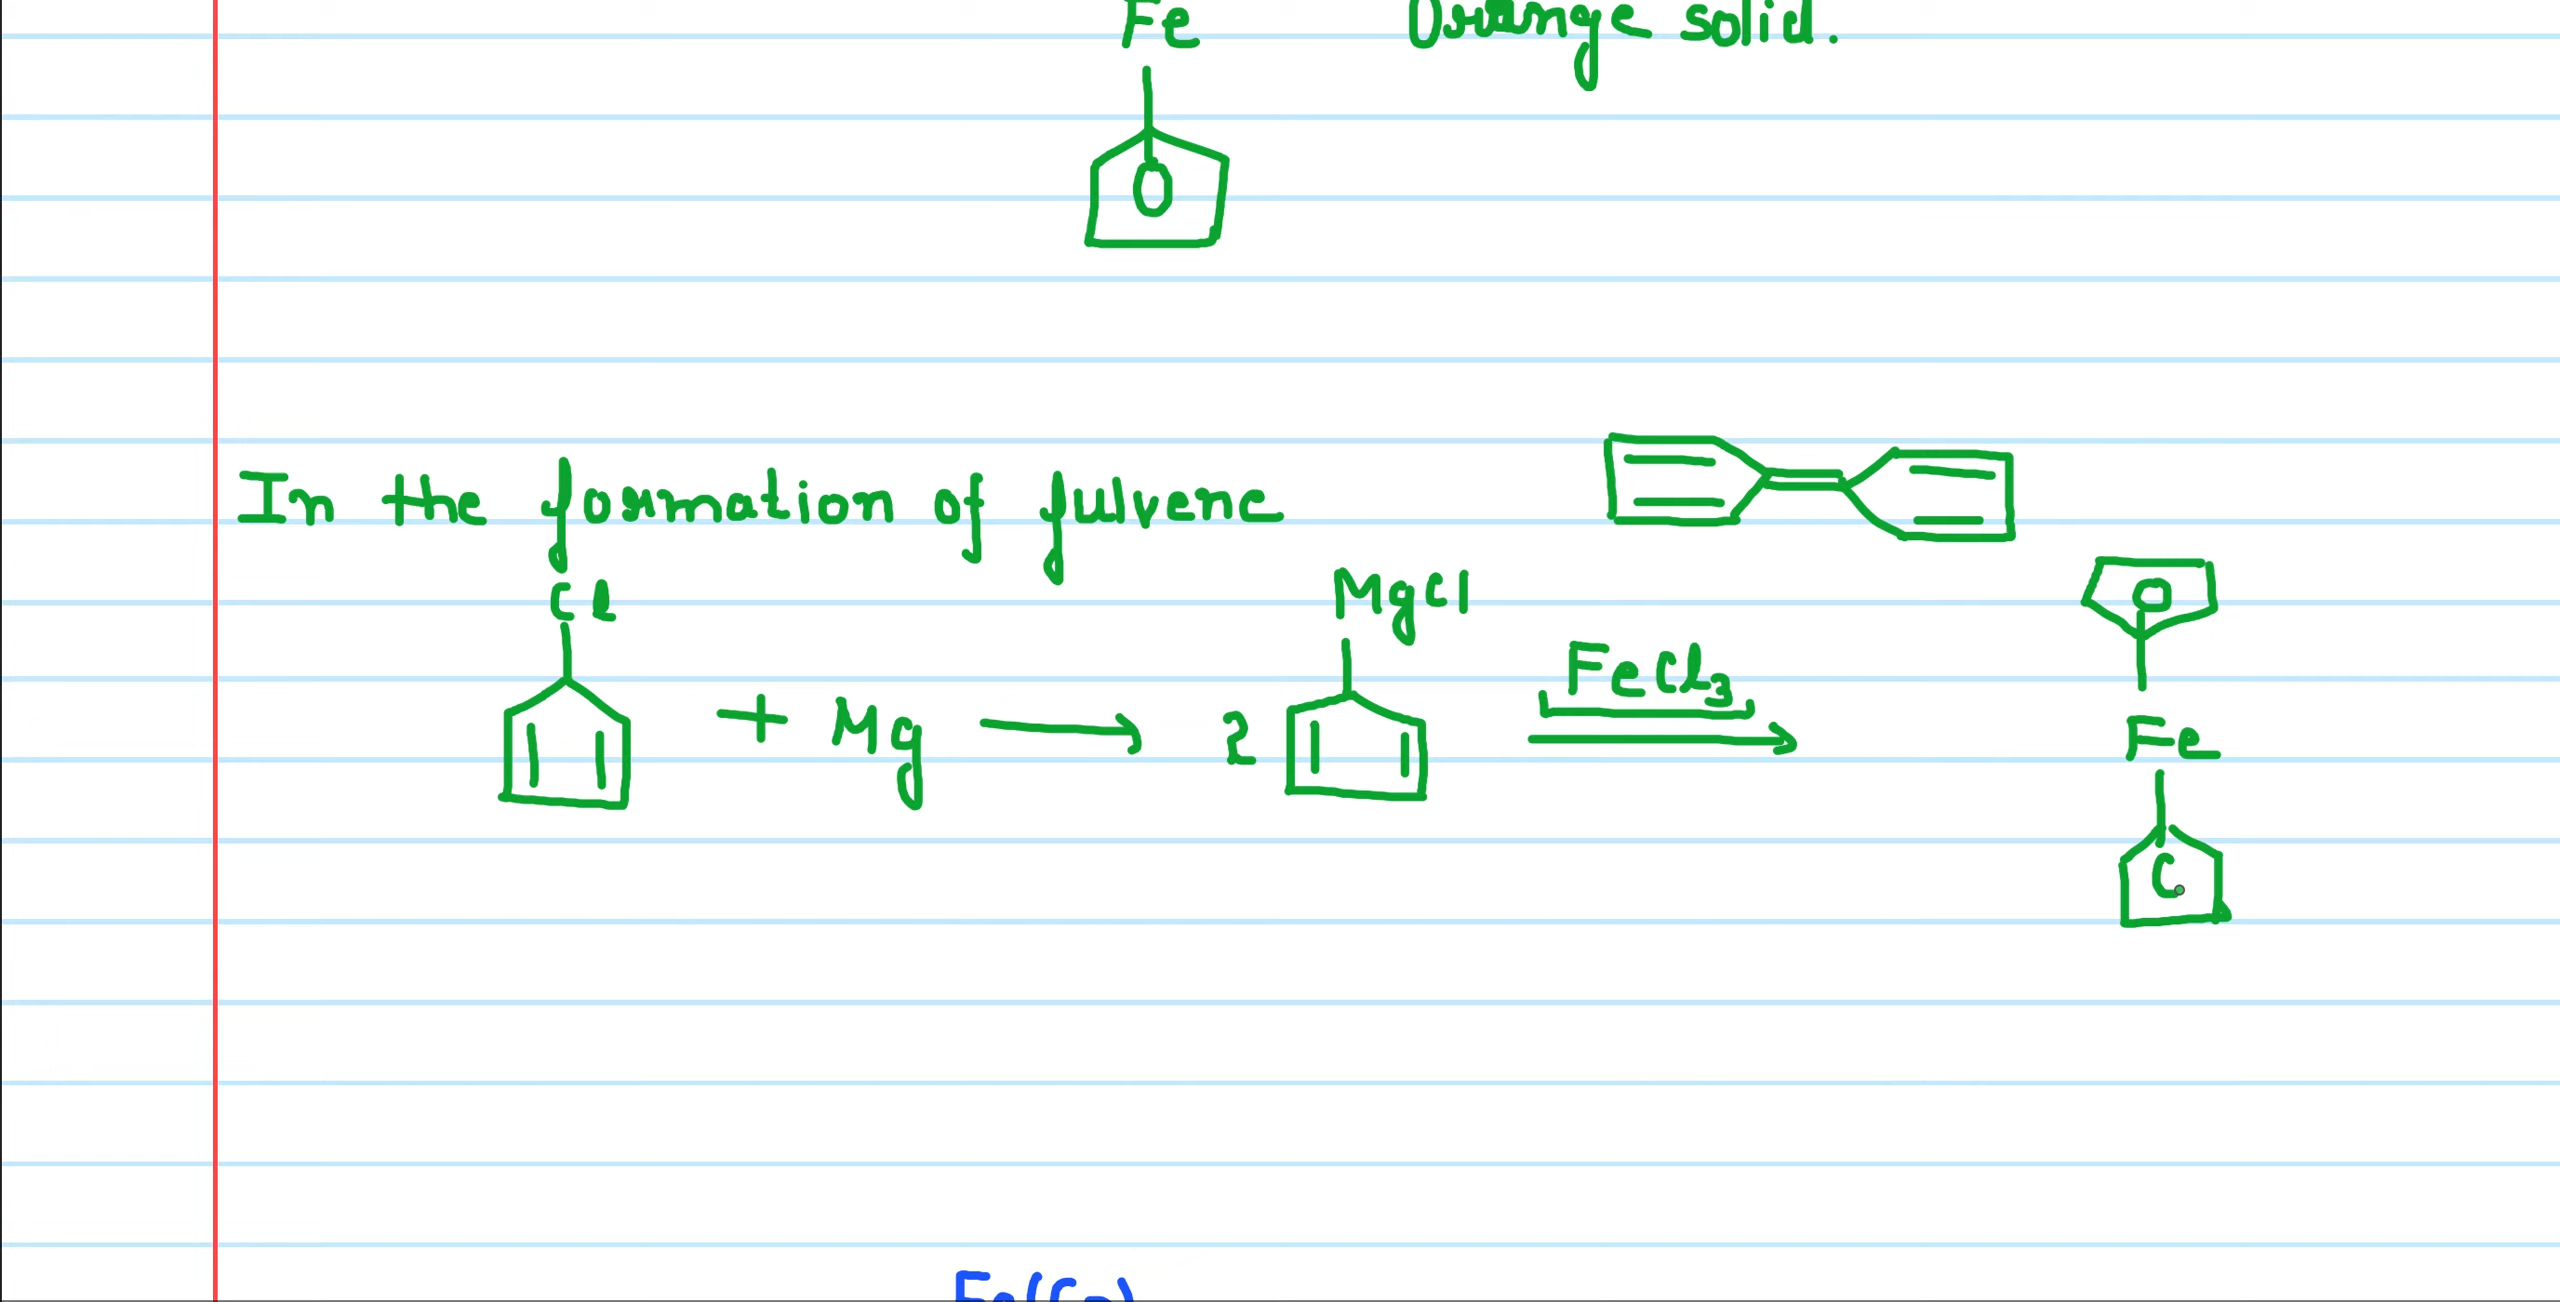 Fe Orange solid.
In the formation of fulvene
Cl
MgCl
+ Mg → 2
FeCl3
Fe